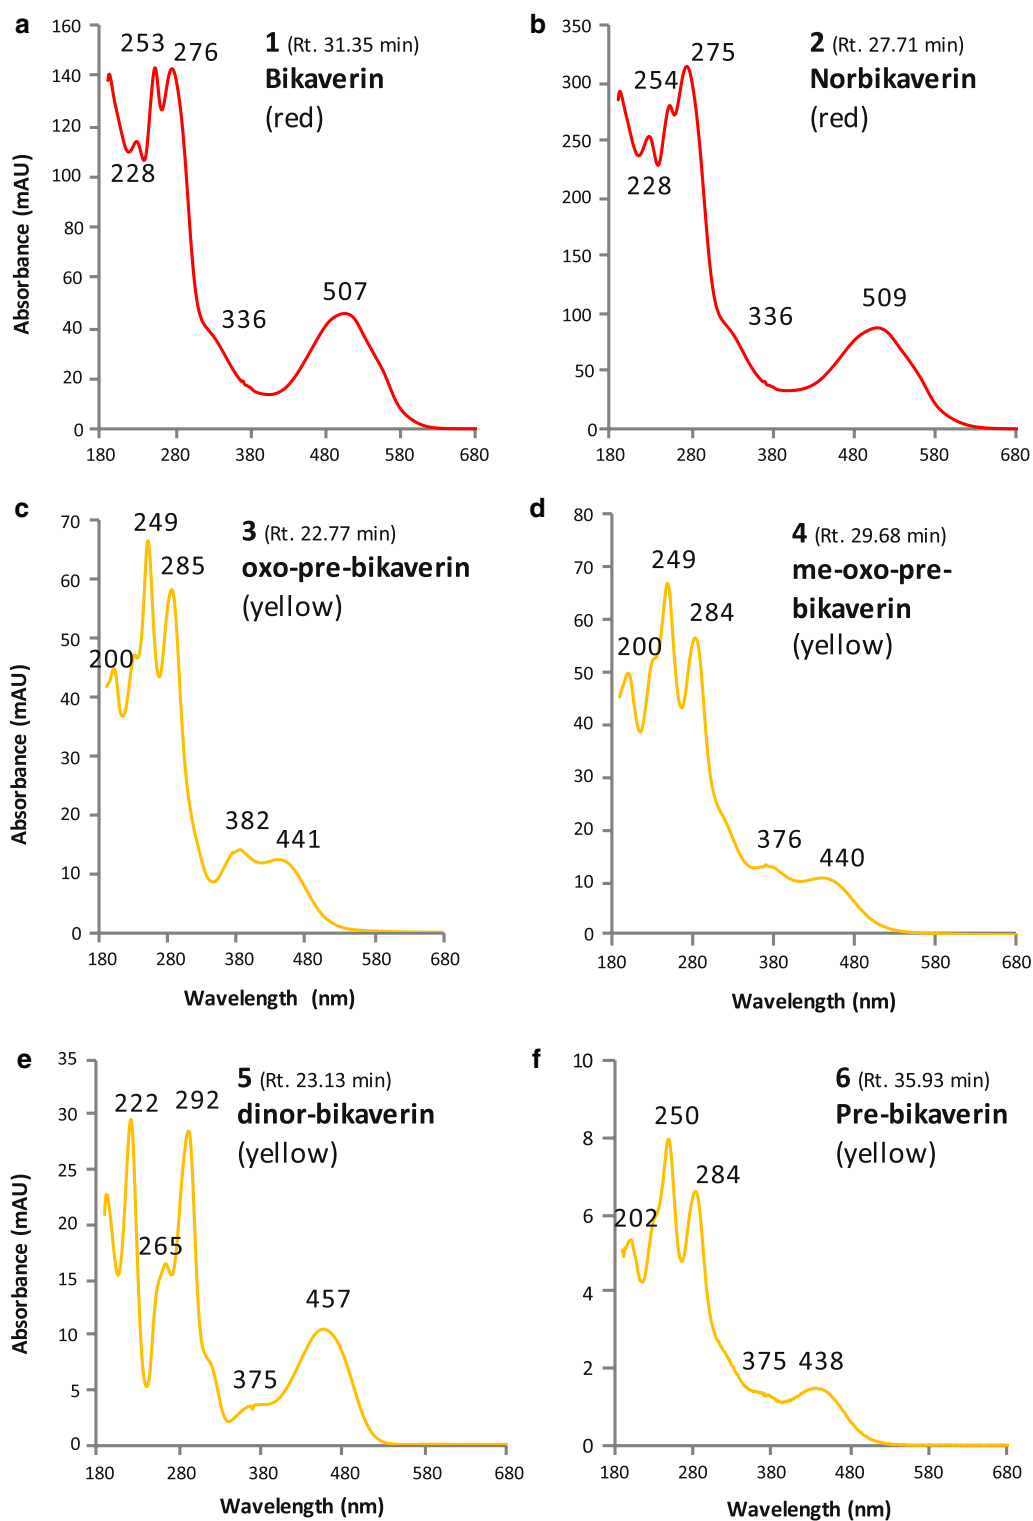 a
160
140
120
100
80
60
40
20
0
Absorbance (mAU)
253
276
228
336
507
1 (Rt. 31.35 min)
Bikaverin
(red)
180 280 380 480 580 680
b
350
300
250
200
150
100
50
0
254
275
228
336
509
2 (Rt. 27.71 min)
Norbikaverin
(red)
180 280 380 480 580 680
c
70
60
50
40
30
20
10
0
Absorbance (mAU)
249
285
200
382
441
3 (Rt. 22.77 min)
oxo-pre-bikaverin
(yellow)
180 280 380 480 580 680
Wavelength (nm)
d
80
70
60
50
40
30
20
10
0
249
284
200
376
440
4 (Rt. 29.68 min)
me-oxo-pre-
bikaverin
(yellow)
180 280 380 480 580 680
Wavelength (nm)
e
35
30
25
20
15
10
5
0
Absorbance (mAU)
222
292
265
375
457
5 (Rt. 23.13 min)
dinor-bikaverin
(yellow)
180 280 380 480 580 680
Wavelength (nm)
f
10
8
6
4
2
0
250
284
202
375
438
6 (Rt. 35.93 min)
Pre-bikaverin
(yellow)
180 280 380 480 580 680
Wavelength (nm)